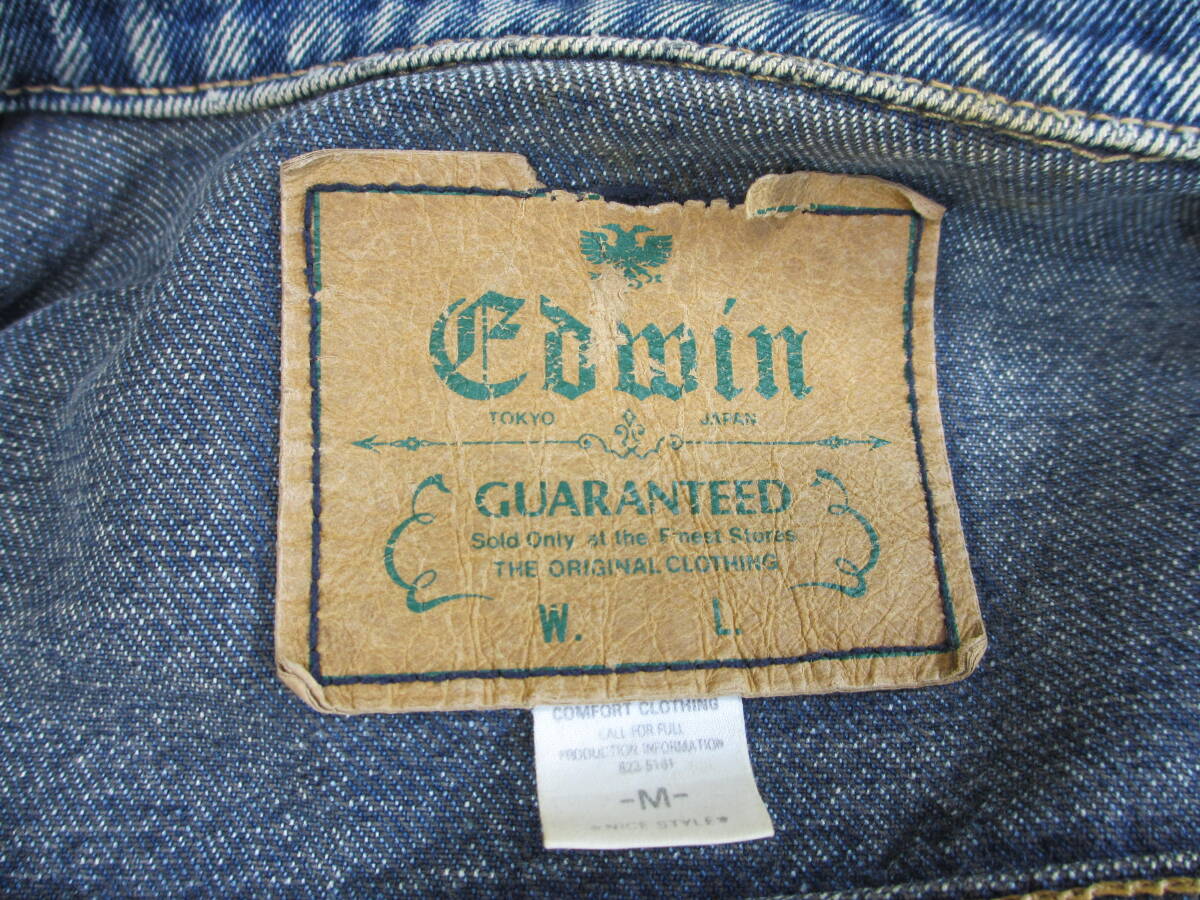 Edwin
TOKYO JAPAN
GUARANTEED
Sold Only at the Finest Stores
THE ORIGINAL CLOTHING
W. L.
COMFORT CLOTHING
CALL FOR FULL
PRODUCTION INFORMATION
823 5161
-M-
*NICE STYLE*